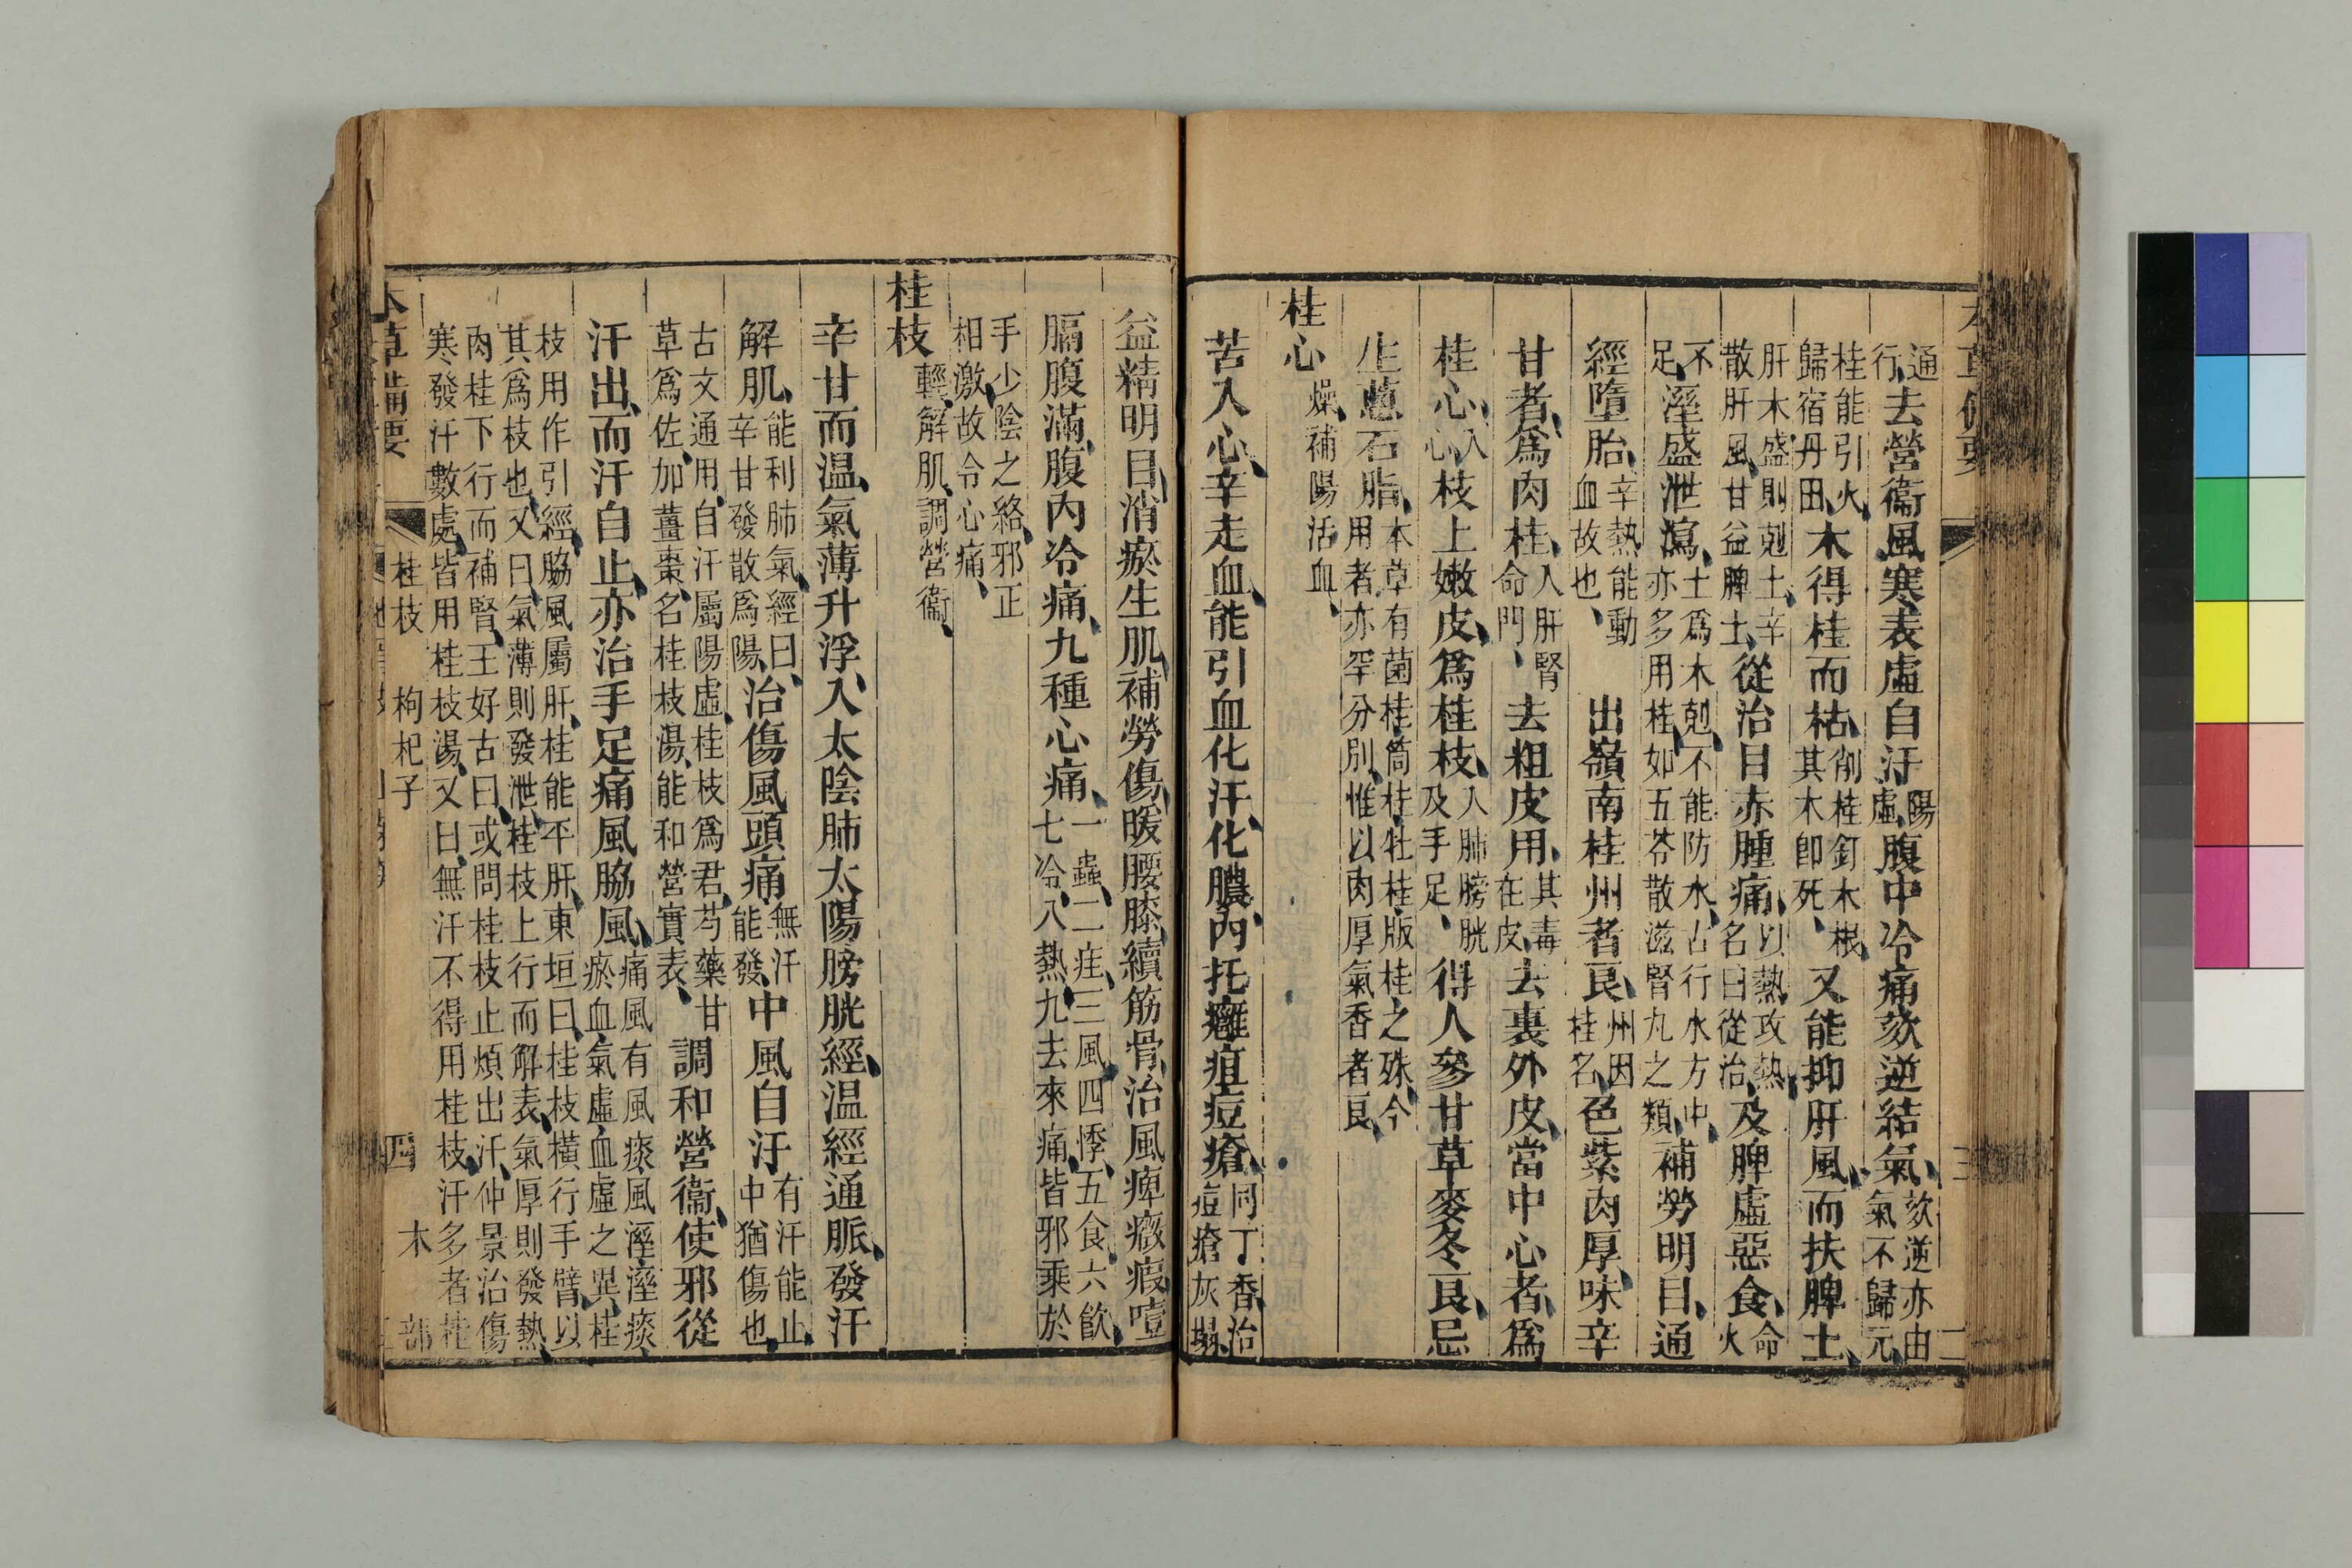 通行去營衞風寒表虛自汗陽虛腹中冷痛欬逆結氣欬逆亦由氣不歸元
桂能引火歸宿丹田木得桂而枯削桂釘木根其木即死又能抑肝風而扶脾土
肝木盛則剋土辛散肝風甘益脾土從治目赤腫痛以熱攻熱名曰從治及脾虛惡食命火
不足溼盛泄瀉土爲木剋不能防水古行水方中亦多用桂如五苓散滋腎丸之類補勞明目通
經墮胎辛熱能動血故也出嶺南桂州者良州因桂名色紫肉厚味辛
甘者爲肉桂入肝腎命門去粗皮用其毒在皮去裏外皮當中心者爲
桂心入心枝上嫩皮爲桂枝入肺膀胱及手足得人參甘草麥冬良忌
生蔥石脂本草有菌桂筒桂牡桂版桂之殊今用者亦罕分別惟以肉厚氣香者良
桂心燥補陽活血
苦入心辛走血能引血化汗化膿內托癰疽痘瘡同丁香治痘瘡灰塌
益精明目消瘀生肌補勞傷暖腰膝續筋骨治風痺癥瘕噎
膈腹滿腹內冷痛九種心痛一蟲二疰三風四悸五食六飲七冷八熱九去來痛皆邪乘於
手少陰之絡邪正相激故令心痛
桂枝輕解肌調營衞
辛甘而温氣薄升浮入太陰肺太陽膀胱經温經通脈發汗
解肌能利肺氣經曰辛甘發散爲陽治傷風頭痛無汗能發中風自汗有汗能止中猶傷也
古文通用自汗屬陽虛桂枝爲君芍藥甘草爲佐加薑棗名桂枝湯能和營實表調和營衞使邪從
汗出而汗自止亦治手足痛風脇風痛風有風痰風溼溼痰瘀血氣虛血虛之異桂
枝用作引經脇風屬肝桂能平肝東垣曰桂枝橫行手臂以其爲枝也又曰氣薄則發泄桂枝上行而解表氣厚則發熱
肉桂下行而補腎王好古曰或問桂枝止煩出汗仲景治傷寒發汗數處皆用桂枝湯又曰無汗不得用桂枝汗多者桂
本草備要 桂枝 枸杞子 四 木部